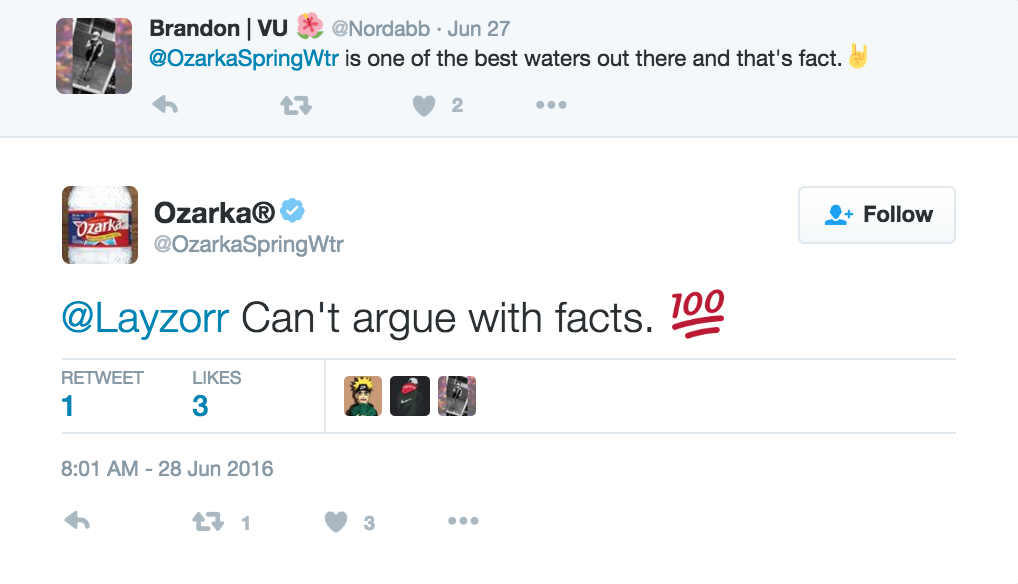 Brandon | VU 🌺 @Nordabb · Jun 27
@OzarkaSpringWtr is one of the best waters out there and that's fact. 🤘
2
Ozarka® 
@OzarkaSpringWtr
Follow
Ozarka
@Layzorr Can't argue with facts. 💯
RETWEET LIKES
1 3
8:01 AM - 28 Jun 2016
1 3